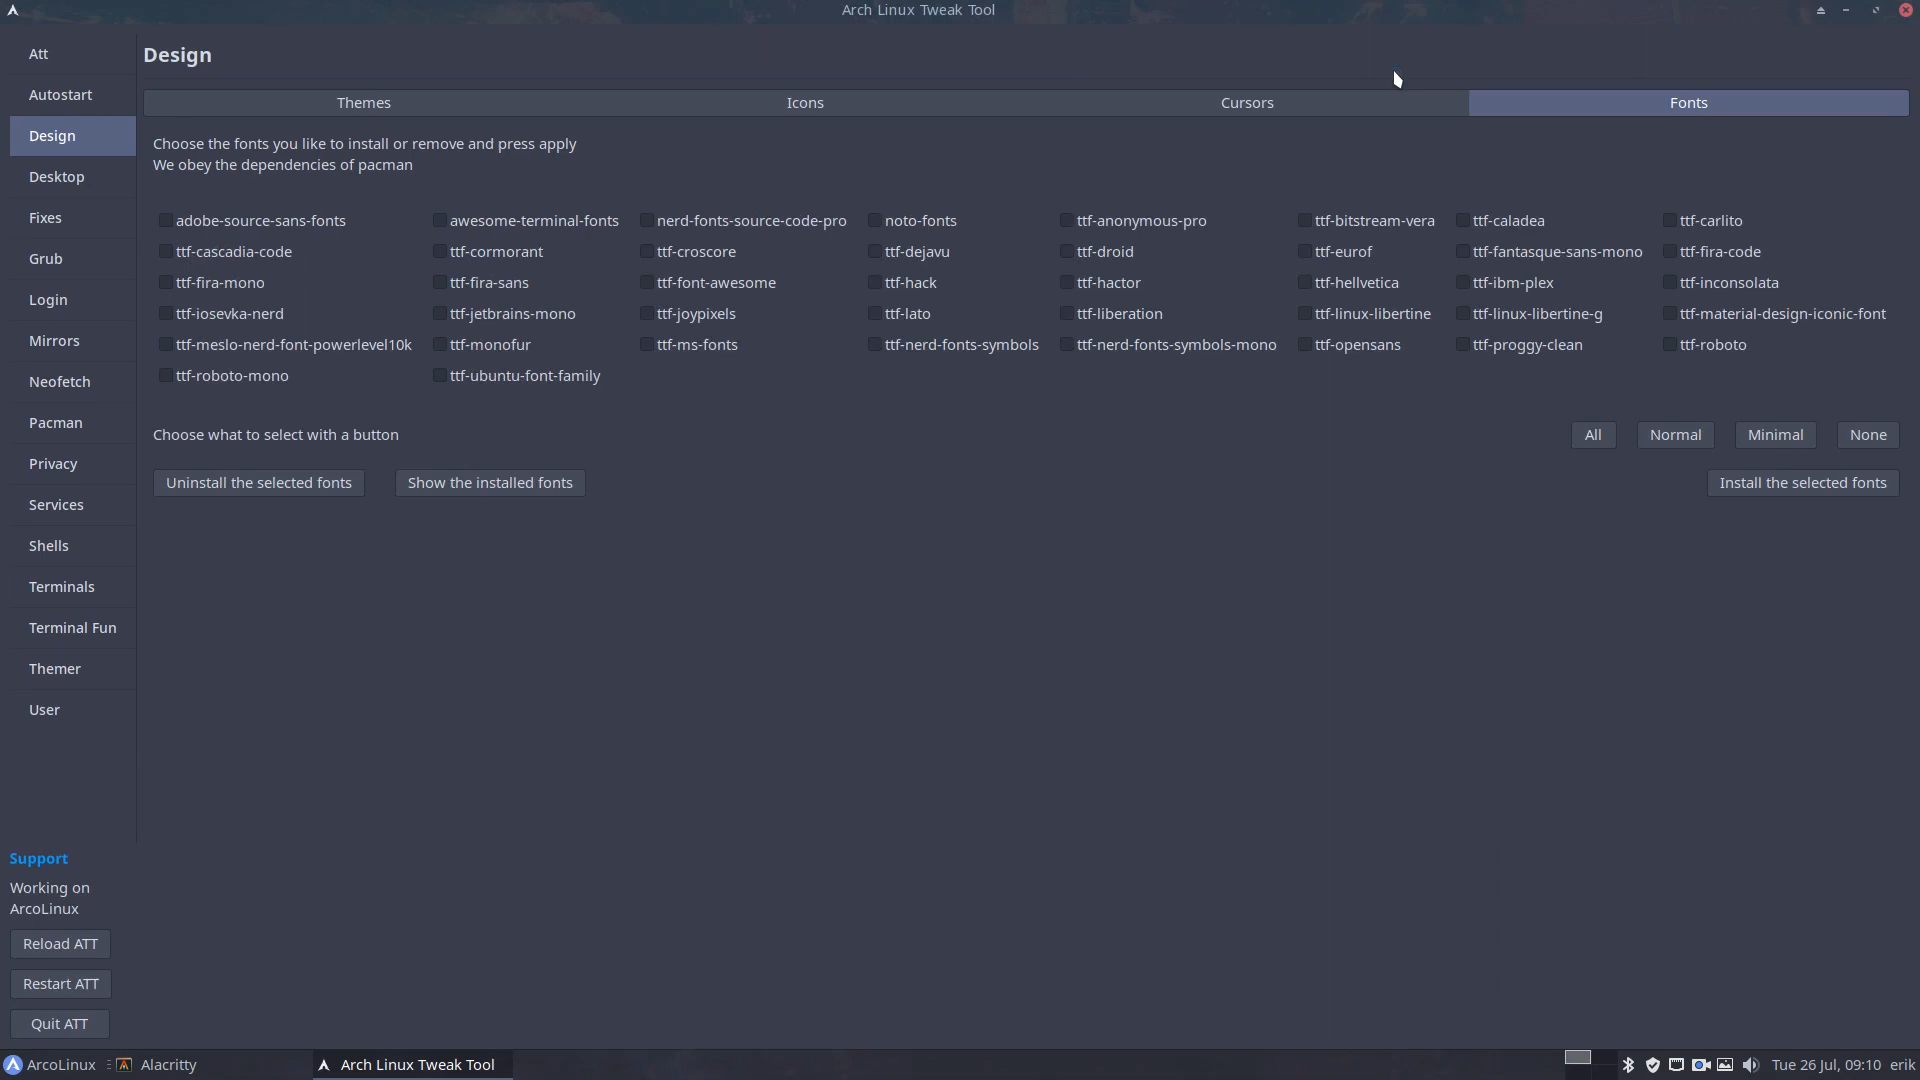 Arch Linux Tweak Tool
Att
Autostart
Design
Desktop
Fixes
Grub
Login
Mirrors
Neofetch
Pacman
Privacy
Services
Shells
Terminals
Terminal Fun
Themer
User
Support
Working on
ArcoLinux
Reload ATT
Restart ATT
Quit ATT
Design
Themes Icons Cursors Fonts
Choose the fonts you like to install or remove and press apply
We obey the dependencies of pacman
adobe-source-sans-fonts awesome-terminal-fonts nerd-fonts-source-code-pro noto-fonts ttf-anonymous-pro ttf-bitstream-vera ttf-caladea ttf-carlito
ttf-cascadia-code ttf-cormorant ttf-croscore ttf-dejavu ttf-droid ttf-eurof ttf-fantasque-sans-mono ttf-fira-code
ttf-fira-mono ttf-fira-sans ttf-font-awesome ttf-hack ttf-hactor ttf-hellvetica ttf-ibm-plex ttf-inconsolata
ttf-iosevka-nerd ttf-jetbrains-mono ttf-joypixels ttf-lato ttf-liberation ttf-linux-libertine ttf-linux-libertine-g ttf-material-design-iconic-font
ttf-meslo-nerd-font-powerlevel10k ttf-monofur ttf-ms-fonts ttf-nerd-fonts-symbols ttf-nerd-fonts-symbols-mono ttf-opensans ttf-proggy-clean ttf-roboto
ttf-roboto-mono ttf-ubuntu-font-family
Choose what to select with a button All Normal Minimal None
Uninstall the selected fonts Show the installed fonts Install the selected fonts
ArcoLinux Alacritty Arch Linux Tweak Tool Tue 26 Jul, 09:10 erik